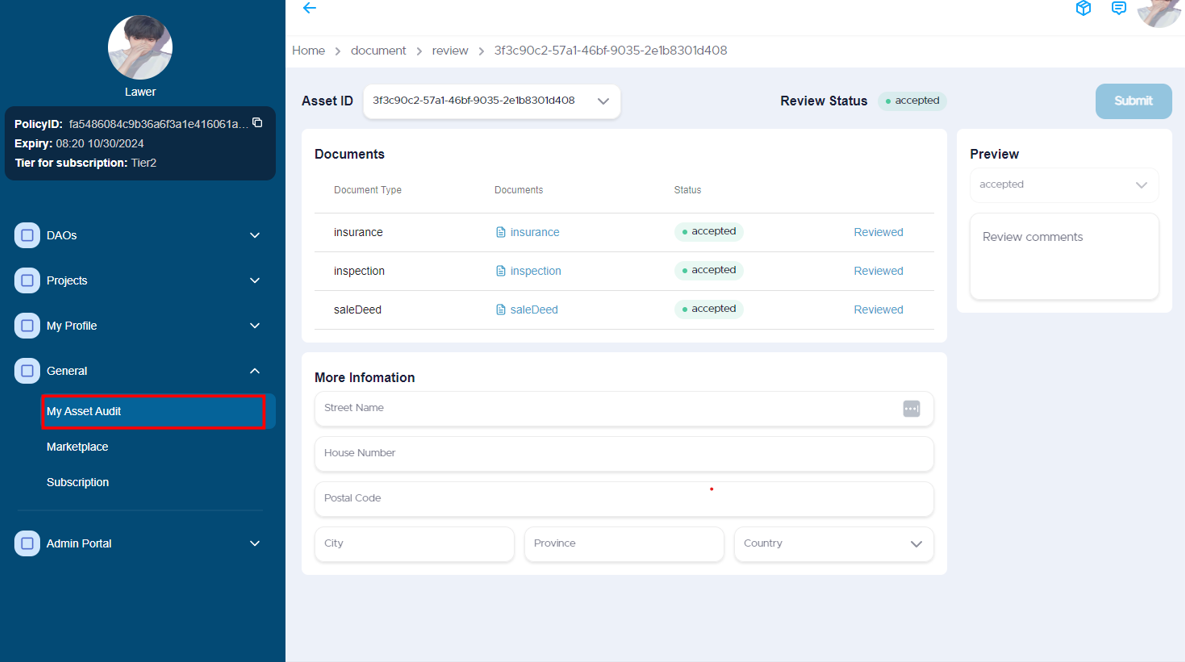 Lawer
PolicyID: fa5486084c9b36a6f3a1e416061a...
Expiry: 08:20 10/30/2024
Tier for subscription: Tier2
DAOs
Projects
My Profile
General
My Asset Audit
Marketplace
Subscription
Admin Portal
Home > document > review > 3f3c90c2-57a1-46bf-9035-2e1b8301d408
Asset ID 3f3c90c2-57a1-46bf-9035-2e1b8301d408 Review Status accepted Submit
Documents
Document Type Documents Status
insurance insurance accepted Reviewed
inspection inspection accepted Reviewed
saleDeed saleDeed accepted Reviewed
More Infomation
Street Name
House Number
Postal Code
City Province Country
Preview
accepted
Review comments